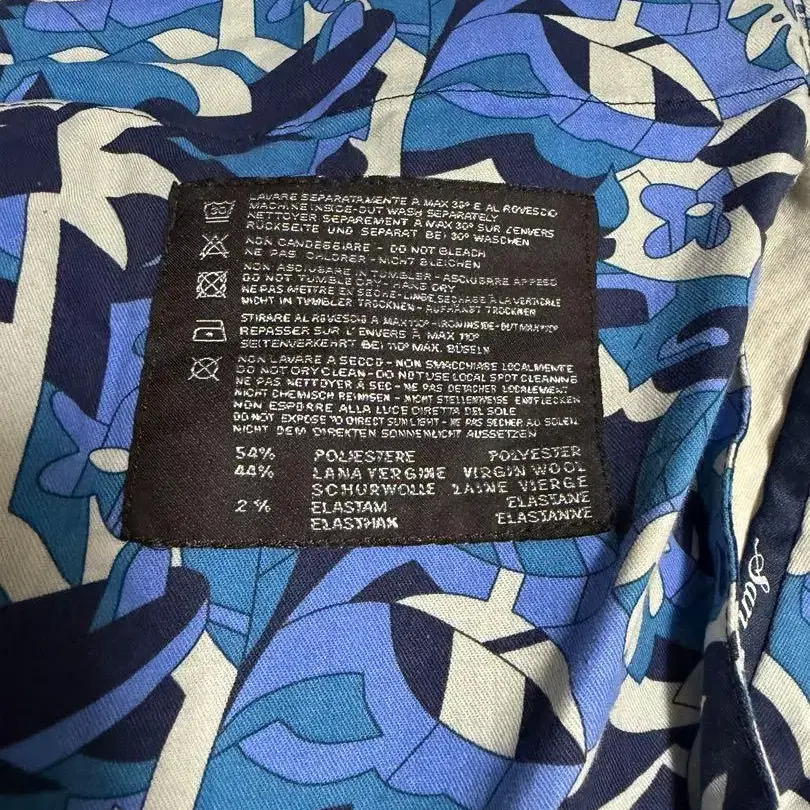 30
LAVARE SEPARATAMENTE A MAX 30° E AL ROVESCIO
MACHINE INSIDE-OUT WASH SEPARATELY
NETTOYER SEPAREMENT A MAX 30° SUR L'ENVERS
RÜCKSEITE UND SEPARAT BEI 30° WASCHEN
NON CANDEGGIARE - DO NOT BLEACH
NE PAS CHLORER - NICHT BLEICHEN
NON ASCIUGARE IN TUMBLER - ASCIUGARE APPESO
DO NOT TUMBLE DRY - HANG DRY
NE PAS METTRE EN SECHE - LINGE, SECHAGE A LA VERTICALE
NICHT IN TUMBLER TROCKNEN - AUFHANGT TROCKNEN
STIRARE AL ROVESCIO A MAX 110° - IRON INSIDE-OUT MAX 110°
REPASSER SUR L'ENVERS A MAX 110°
SEITENVERKEHRT BEI 110° MAX. BÜGELN
NON LAVARE A SECCO - NON SMACCHIARE LOCALMENTE
DO NOT DRY CLEAN - DO NOT USE LOCAL SPOT CLEANING
NE PAS NETTOYER A SEC - NE PAS DETACHER LOCALEMENT
NICHT CHEMISCH REINIGEN - NICHT STELLENWEISE ENTFLECKEN
NON ESPORRE ALLA LUCE DIRETTA DEL SOLE
DO NOT EXPOSE TO DIRECT SUN LIGHT - NE PAS SECHER AU SOLEIL
NICHT DEM DIREKTEN SONNENLICHT AUSSETZEN
54% POLIESTERE POLYESTER
44% LANA VERGINE VIRGIN WOOL
SCHURWOLLE LAINE VIERGE
2% ELASTAM ELASTANE
ELASTHAN ELASTANNE